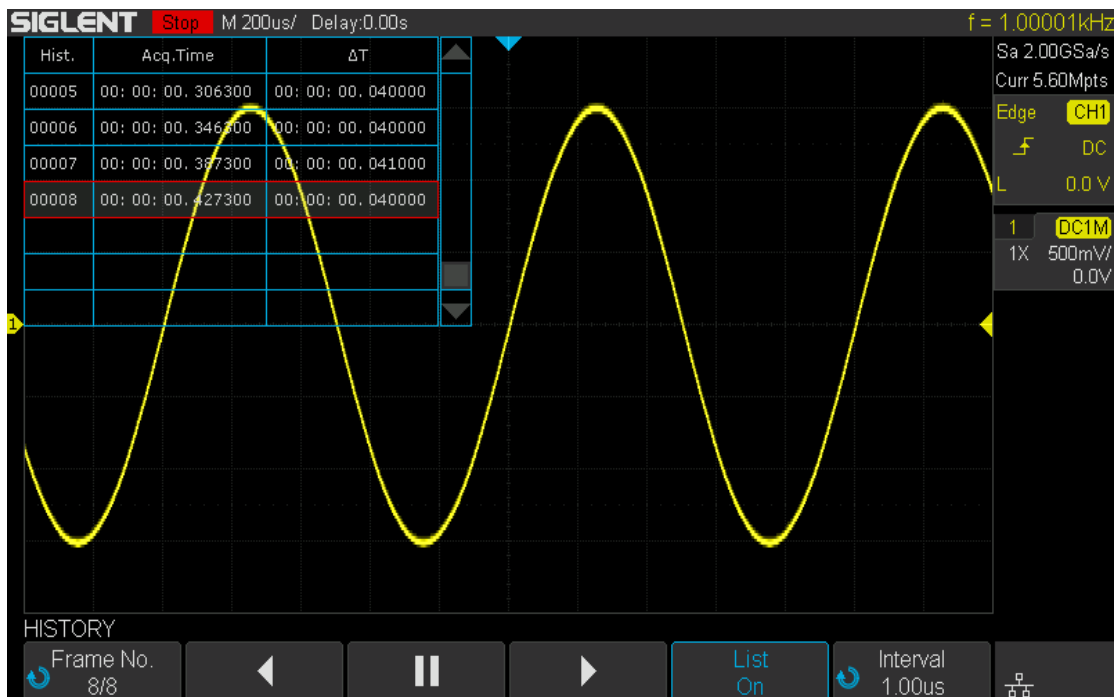 SIGLENT Stop M 200us/ Delay:0.00s f = 1.00001kHz
Hist. Acq.Time ΔT
00005 00: 00: 00. 306300 00: 00: 00. 040000
00006 00: 00: 00. 346300 00: 00: 00. 040000
00007 00: 00: 00. 387300 00: 00: 00. 041000
00008 00: 00: 00. 427300 00: 00: 00. 040000
Sa 2.00GSa/s
Curr 5.60Mpts
Edge CH1
DC
L 0.0 V
1 DC1M
1X 500mV/
0.0V
1
HISTORY
Frame No.
8/8
List
On
Interval
1.00us